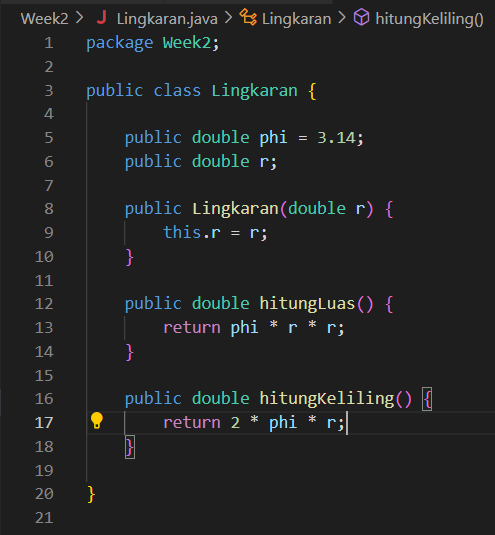 Week2 > J Lingkaran.java > Lingkaran > hitungKeliling()
1 package Week2;
2
3 public class Lingkaran {
4
5     public double phi = 3.14;
6     public double r;
7
8     public Lingkaran(double r) {
9         this.r = r;
10     }
11
12     public double hitungLuas() {
13         return phi * r * r;
14     }
15
16     public double hitungKeliling() {
17         return 2 * phi * r;
18     }
19
20 }
21